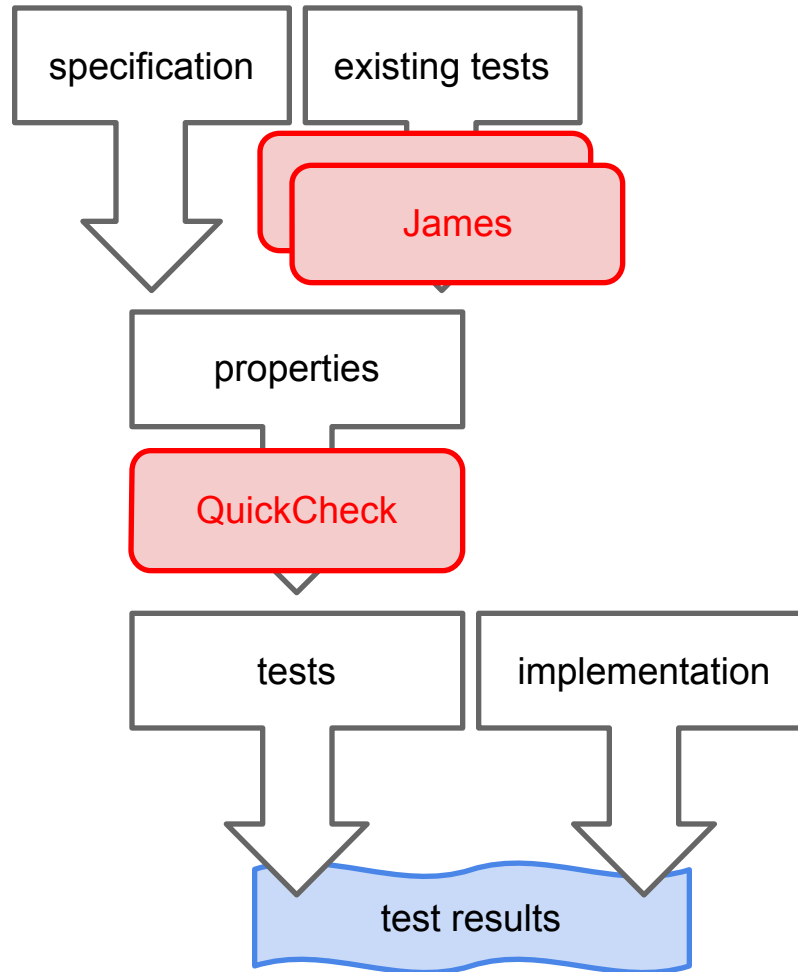 specification
existing tests
James
properties
QuickCheck
tests
implementation
test results